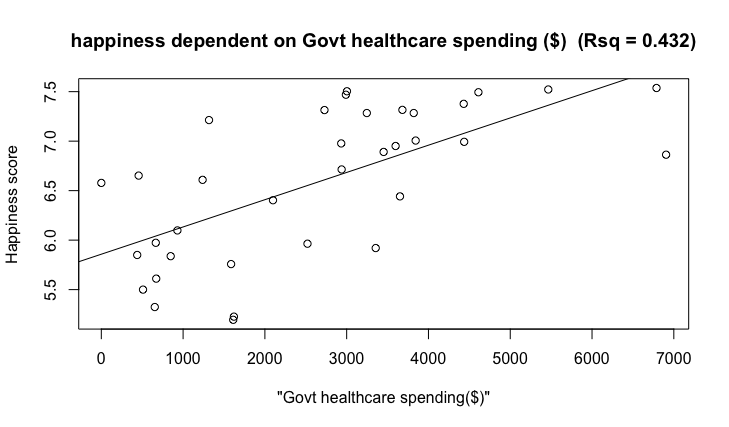 happiness dependent on Govt healthcare spending ($)  (Rsq = 0.432)
Happiness score
7.5
7.0
6.5
6.0
5.5
0 1000 2000 3000 4000 5000 6000 7000
"Govt healthcare spending($)"